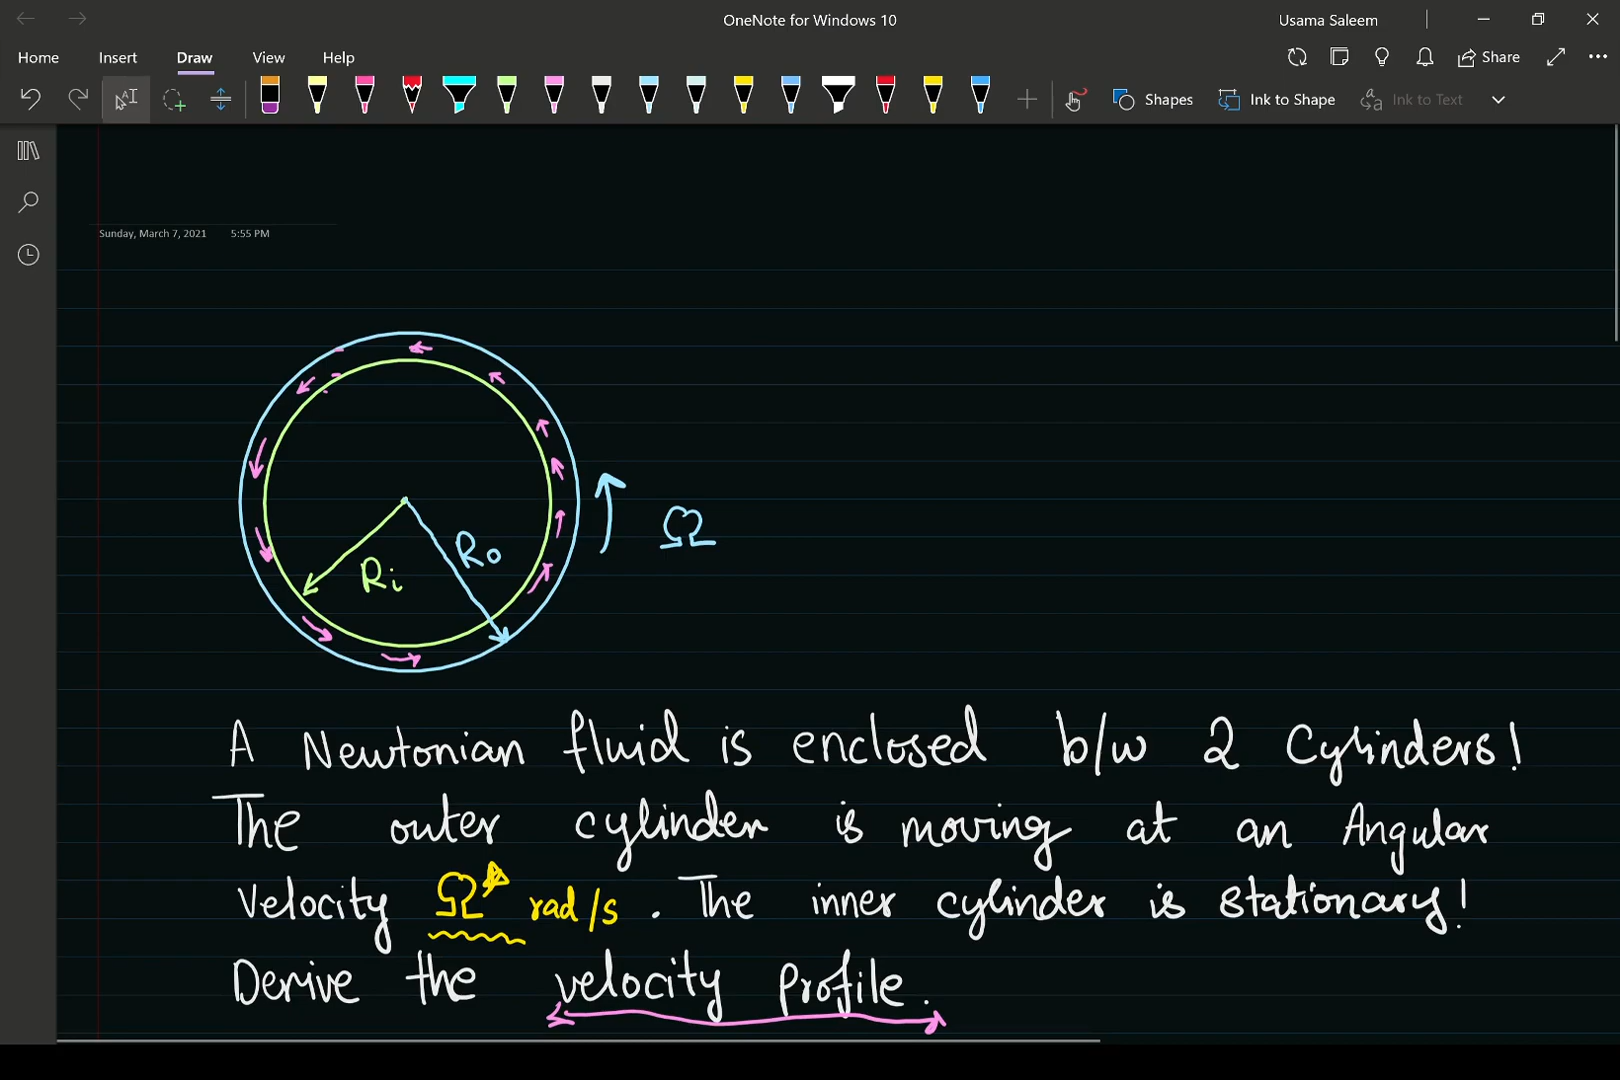 OneNote for Windows 10
Usama Saleem
Home Insert Draw View Help
Share
Shapes Ink to Shape Ink to Text
Sunday, March 7, 2021 5:55 PM
Ω
Ro
Ri
A Newtonian fluid is enclosed b/w 2 Cylinders!
The outer cylinder is moving at an Angular
Velocity Ω rad/s. The inner cylinder is stationary!
Derive the velocity profile.